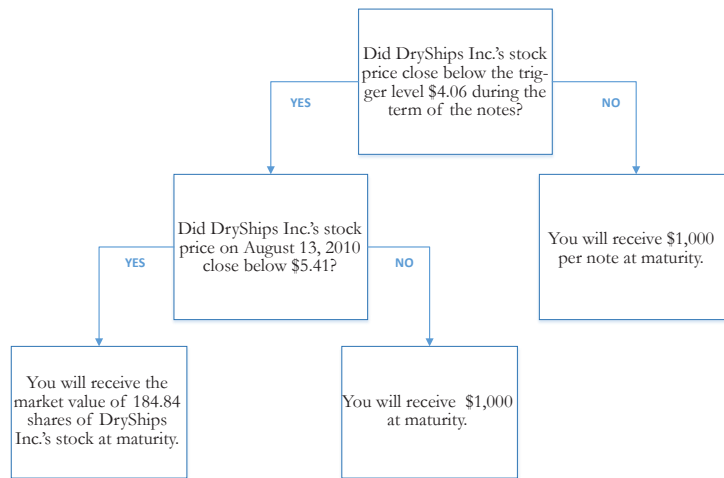 Did DryShips Inc.'s stock
price close below the trig-
ger level $4.06 during the
term of the notes?
YES
NO
Did DryShips Inc.'s stock
price on August 13, 2010
close below $5.41?
You will receive $1,000
per note at maturity.
YES
NO
You will receive the
market value of 184.84
shares of DryShips
Inc.'s stock at maturity.
You will receive  $1,000
at maturity.